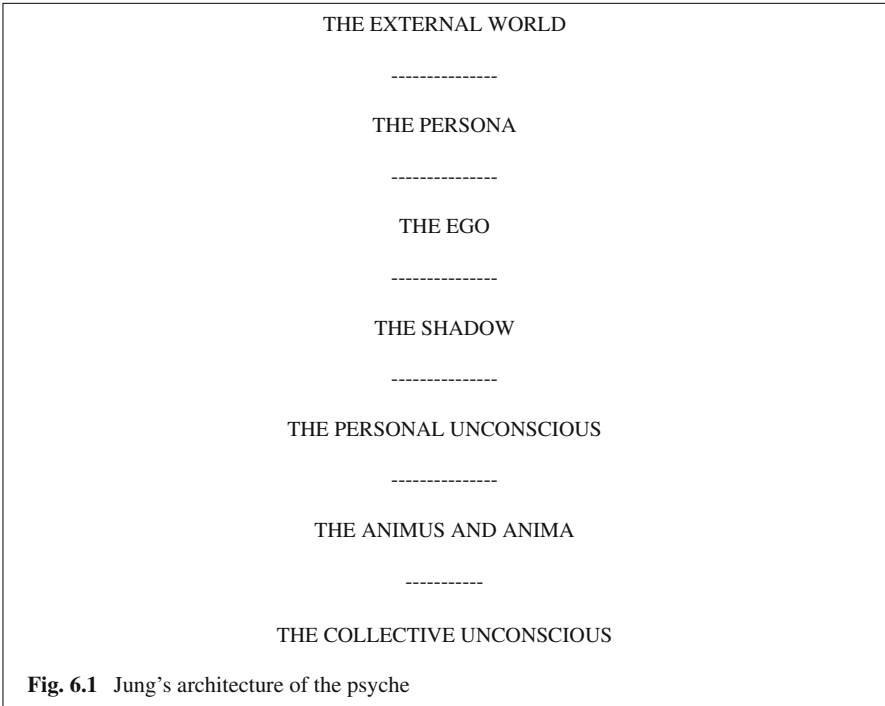 THE EXTERNAL WORLD
---------------
THE PERSONA
---------------
THE EGO
---------------
THE SHADOW
---------------
THE PERSONAL UNCONSCIOUS
---------------
THE ANIMUS AND ANIMA
-----------
THE COLLECTIVE UNCONSCIOUS
Fig. 6.1 Jung’s architecture of the psyche